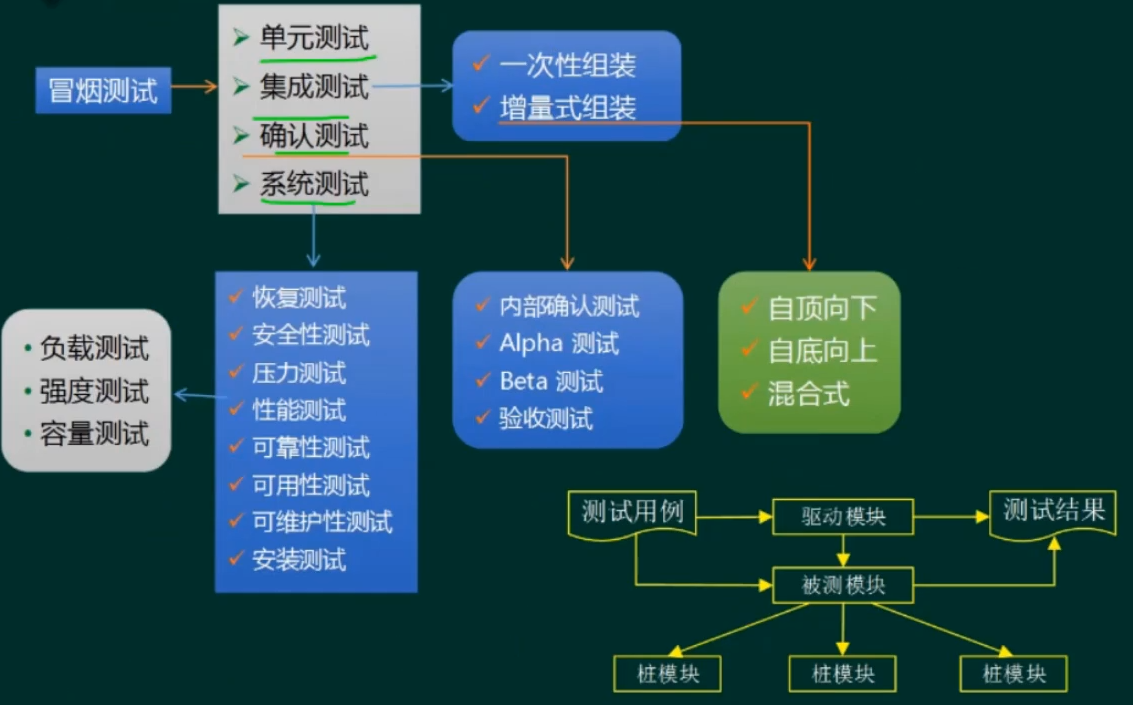 冒烟测试
单元测试
集成测试
确认测试
系统测试
一次性组装
增量式组装
负载测试
强度测试
容量测试
恢复测试
安全性测试
压力测试
性能测试
可靠性测试
可用性测试
可维护性测试
安装测试
内部确认测试
Alpha 测试
Beta 测试
验收测试
自顶向下
自底向上
混合式
测试用例
驱动模块
测试结果
被测模块
桩模块
桩模块
桩模块